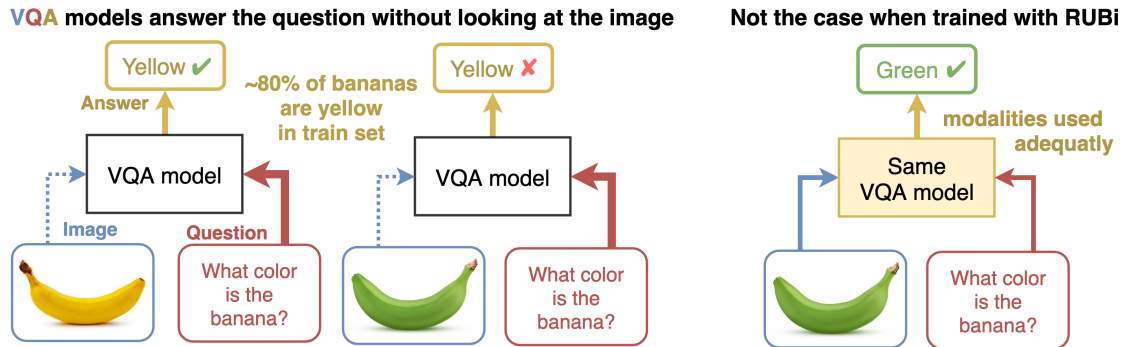 VQA models answer the question without looking at the image
Yellow ✔
Answer
~80% of bananas
are yellow
in train set
VQA model
Image
Question
What color
is the
banana?
Yellow ✘
VQA model
What color
is the
banana?
Not the case when trained with RUBi
Green ✔
modalities used
adequatly
Same
VQA model
What color
is the
banana?